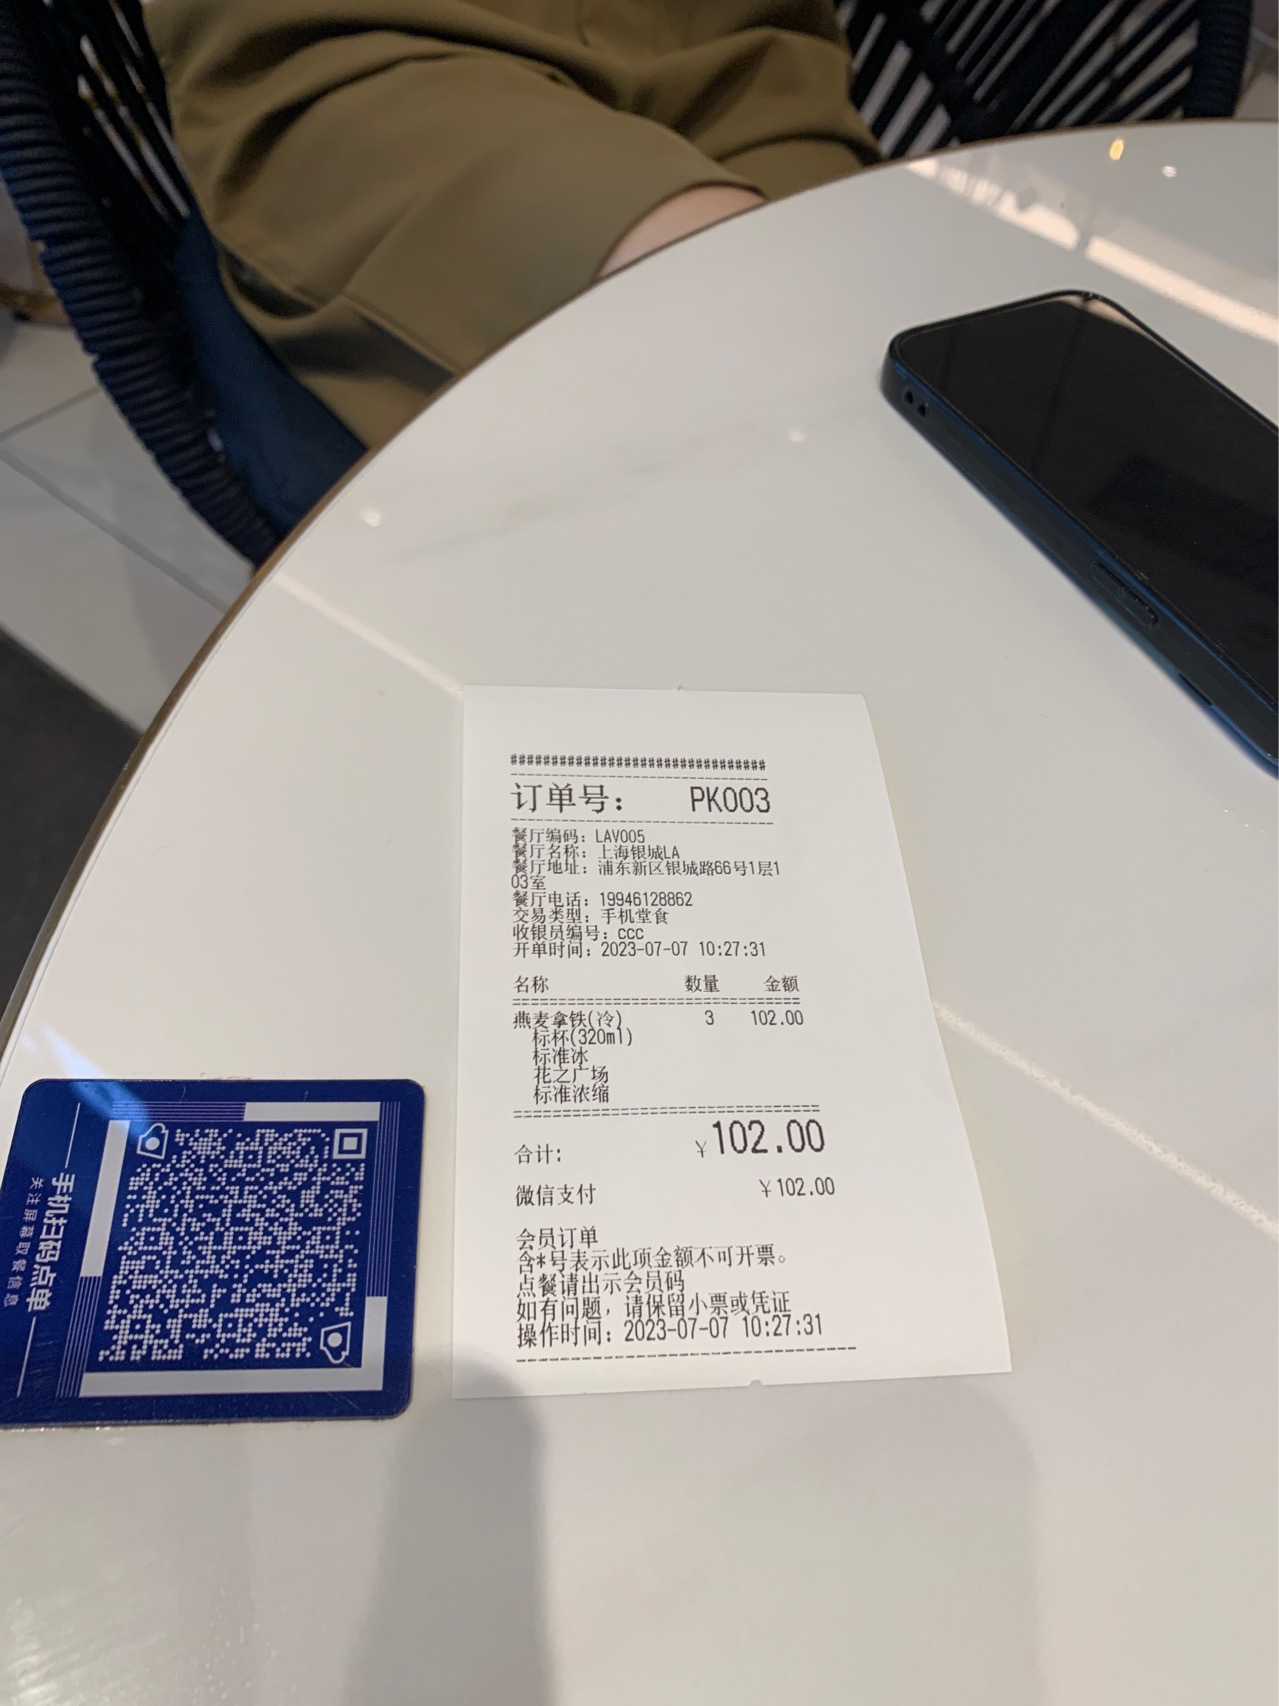 ################################
订单号： PK003
餐厅编码：LAV005
餐厅名称：上海银城LA
餐厅地址：浦东新区银城路66号1层1
03室
餐厅电话：19946128862
交易类型：手机堂食
收银员编号：ccc
开单时间：2023-07-07 10:27:31
名称 数量 金额
燕麦拿铁(冷) 3 102.00
标杯(320ml)
标准冰
花之广场
标准浓缩
合计: ￥102.00
微信支付 ￥102.00
会员订单
含*号表示此项金额不可开票。
点餐请出示会员码
如有问题，请保留小票或凭证
操作时间：2023-07-07 10:27:31
手机扫码点单
关注屏幕取餐信息